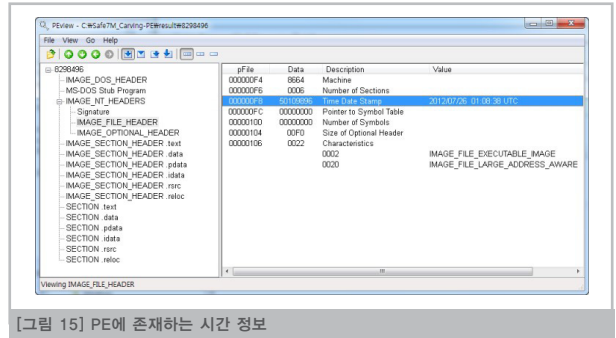 PEview - C:₩Safe7M_Carving-PE₩result₩8298496
File View Go Help
8298496
IMAGE_DOS_HEADER
MS-DOS Stub Program
IMAGE_NT_HEADERS
Signature
IMAGE_FILE_HEADER
IMAGE_OPTIONAL_HEADER
IMAGE_SECTION_HEADER .text
IMAGE_SECTION_HEADER .data
IMAGE_SECTION_HEADER .pdata
IMAGE_SECTION_HEADER .idata
IMAGE_SECTION_HEADER .rsrc
IMAGE_SECTION_HEADER .reloc
SECTION .text
SECTION .data
SECTION .pdata
SECTION .idata
SECTION .rsrc
SECTION .reloc
pFile Data Description Value
000000F4 8664 Machine
000000F6 0006 Number of Sections
000000F8 50109896 Time Date Stamp 2012/07/26 01:08:38 UTC
000000FC 00000000 Pointer to Symbol Table
00000100 00000000 Number of Symbols
00000104 00F0 Size of Optional Header
00000106 0022 Characteristics
0002 IMAGE_FILE_EXECUTABLE_IMAGE
0020 IMAGE_FILE_LARGE_ADDRESS_AWARE
Viewing IMAGE_FILE_HEADER
[그림 15] PE에 존재하는 시간 정보